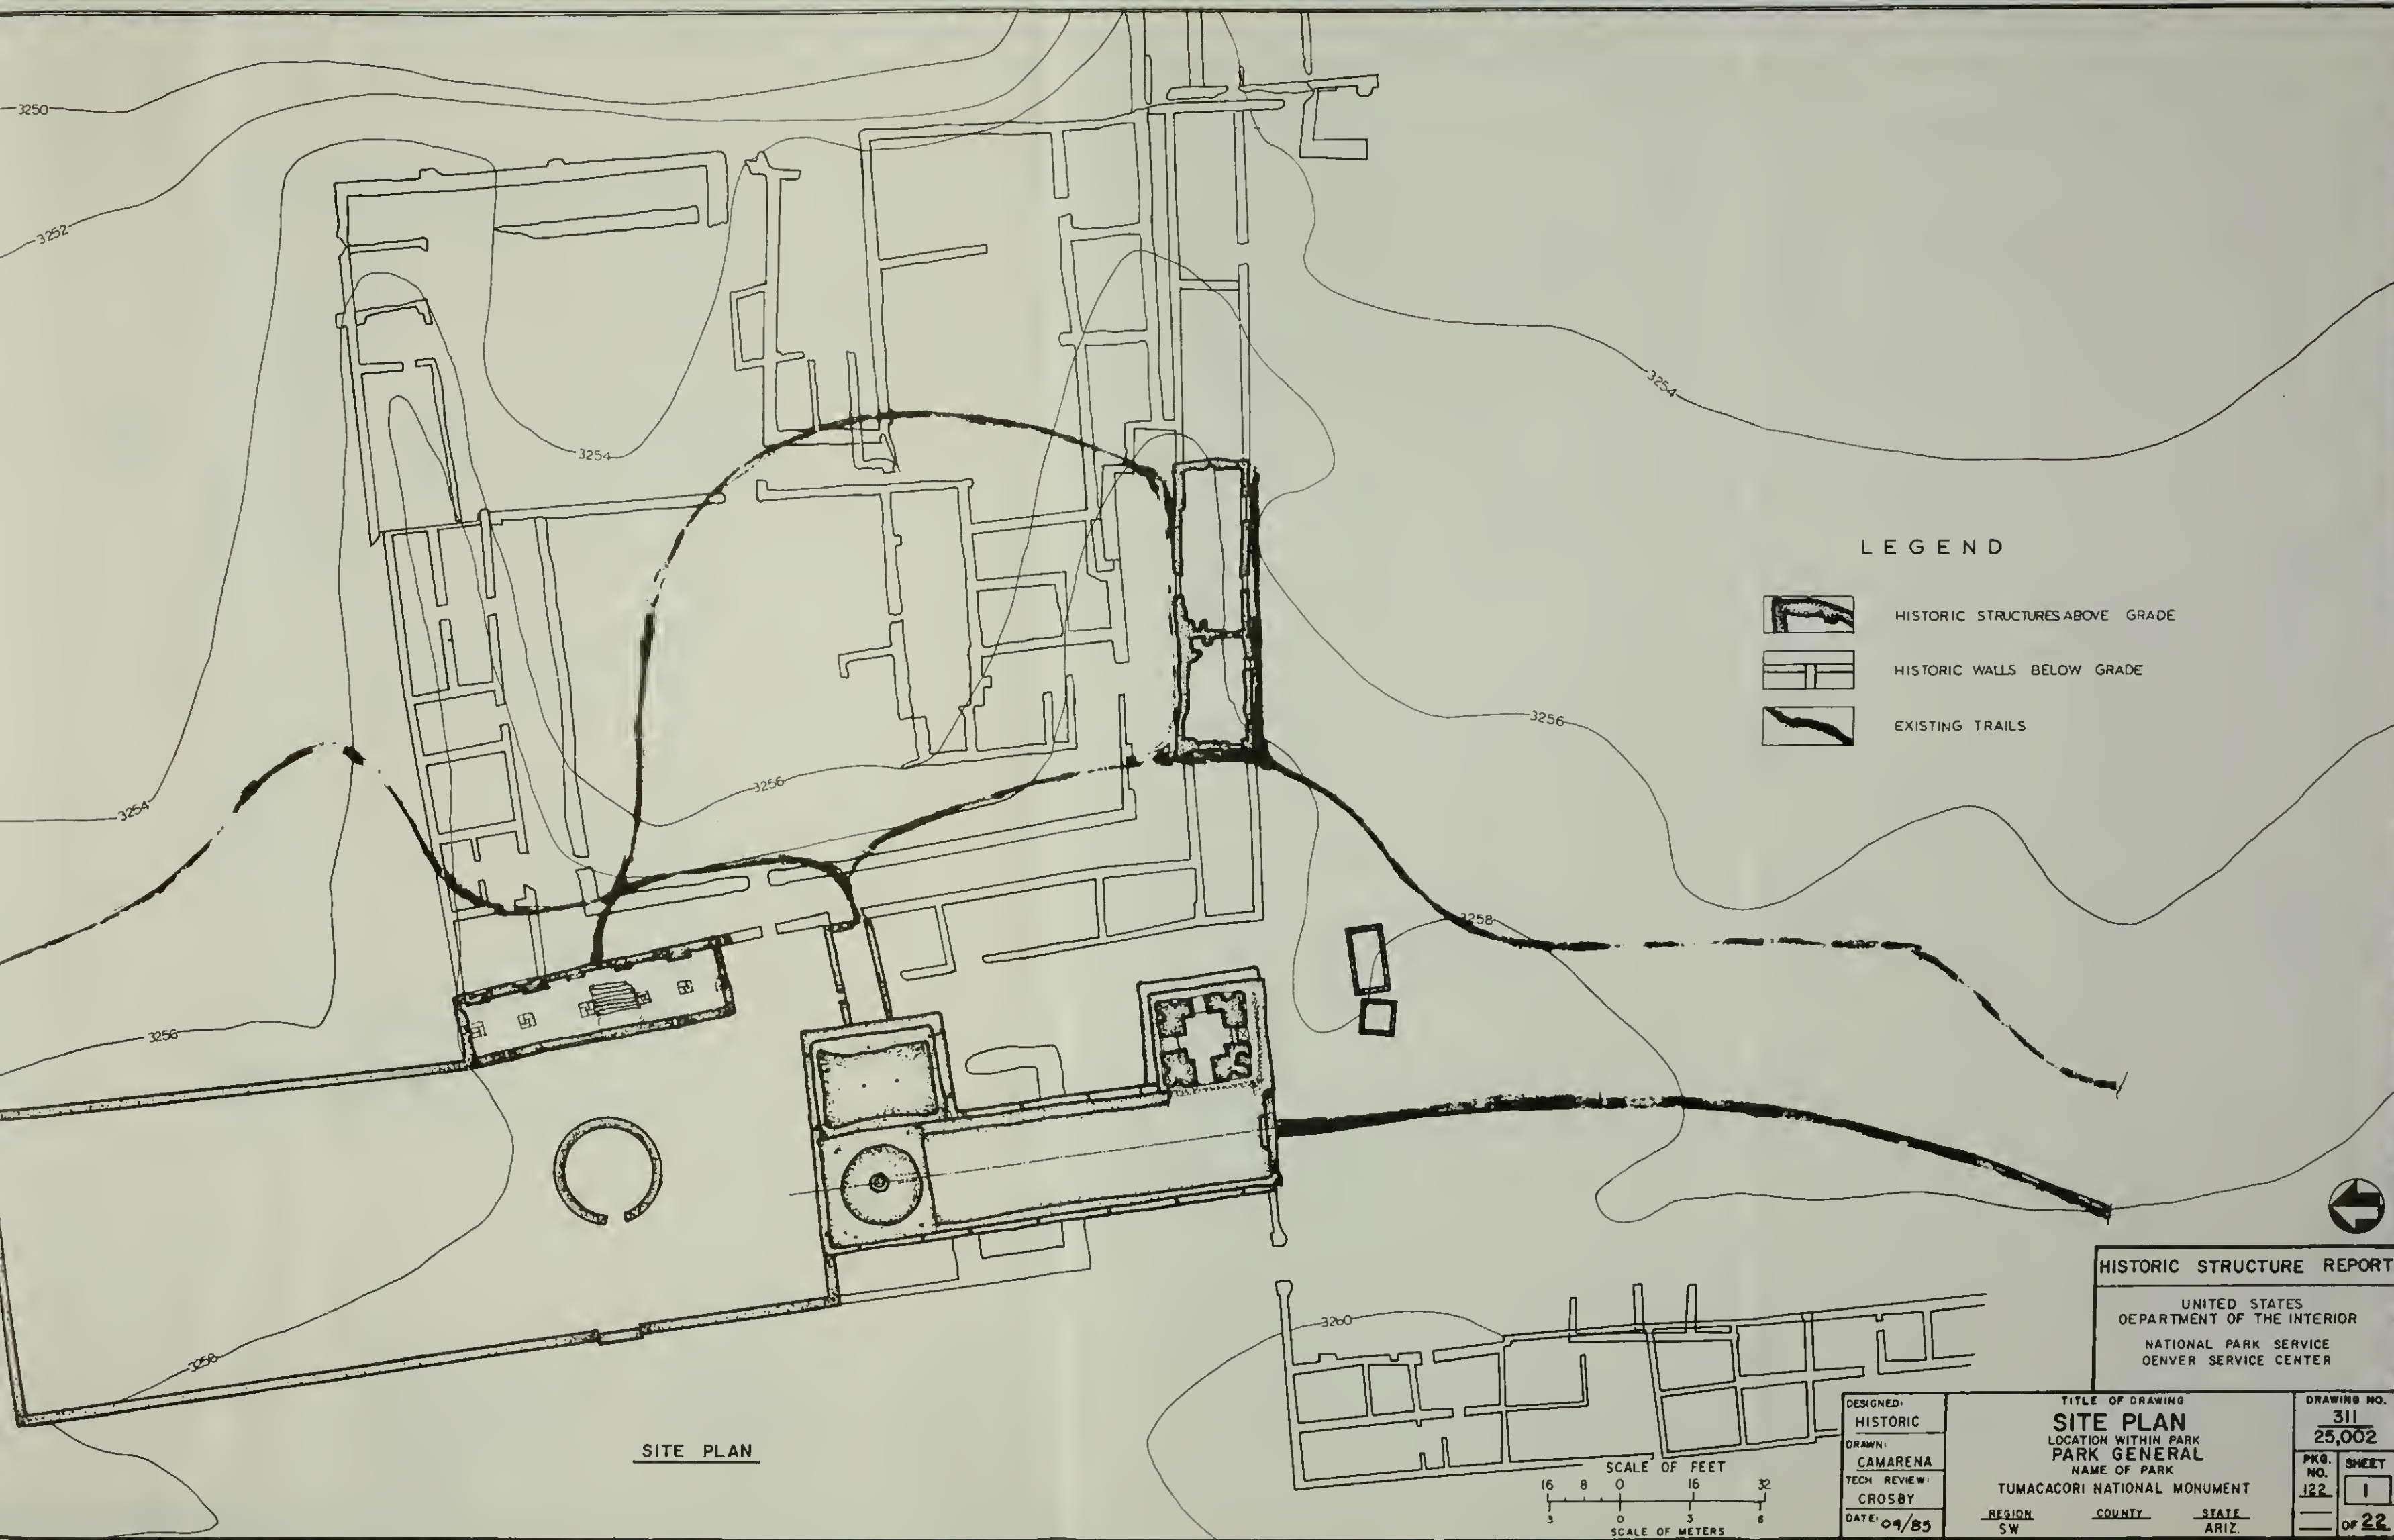 3250
3252
3254
3254
3254
3256
3256
3256
3258
3258
3260
LEGEND
HISTORIC STRUCTURES ABOVE GRADE
HISTORIC WALLS BELOW GRADE
EXISTING TRAILS
SITE PLAN
SCALE OF FEET
16 8 0 16 32
3 0 3 6
SCALE OF METERS
HISTORIC STRUCTURE REPORT
UNITED STATES
DEPARTMENT OF THE INTERIOR
NATIONAL PARK SERVICE
DENVER SERVICE CENTER
DESIGNED:
HISTORIC
DRAWN:
CAMARENA
TECH REVIEW:
CROSBY
DATE: 04/85
TITLE OF DRAWING
SITE PLAN
LOCATION WITHIN PARK
PARK GENERAL
NAME OF PARK
TUMACACORI NATIONAL MONUMENT
REGION COUNTY STATE
SW ARIZ.
DRAWING NO.
311
25,002
PKG. NO.
122
SHEET
1
OF 22